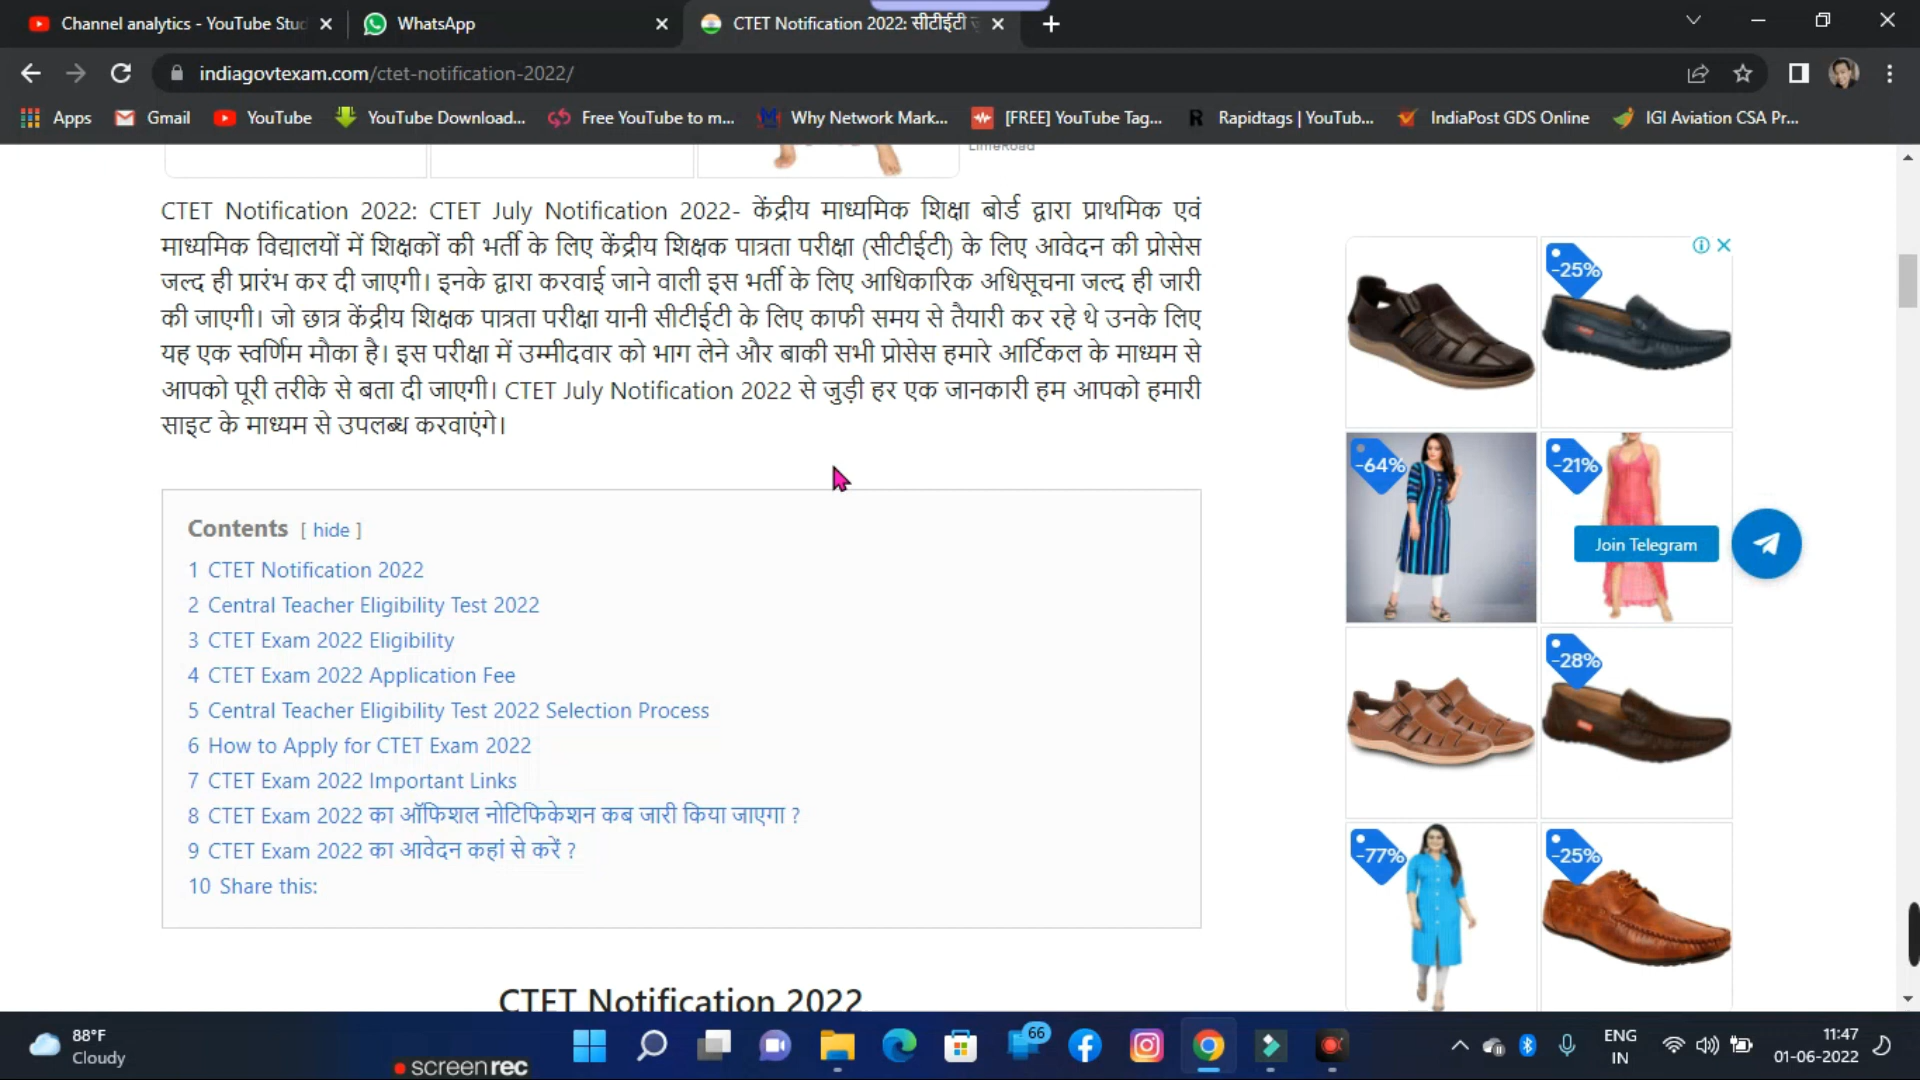 Channel analytics - YouTube Stud
WhatsApp
CTET Notification 2022: सीटीईटी
indiagovtexam.com/ctet-notification-2022/
Apps
Gmail
YouTube
YouTube Download...
Free YouTube to m...
Why Network Mark...
[FREE] YouTube Tag...
Rapidtags | YouTub...
IndiaPost GDS Online
IGI Aviation CSA Pr...
LimeRoad
CTET Notification 2022: CTET July Notification 2022- केंद्रीय माध्यमिक शिक्षा बोर्ड द्वारा प्राथमिक एवं
माध्यमिक विद्यालयों में शिक्षकों की भर्ती के लिए केंद्रीय शिक्षक पात्रता परीक्षा (सीटीईटी) के लिए आवेदन की प्रोसेस
जल्द ही प्रारंभ कर दी जाएगी। इनके द्वारा करवाई जाने वाली इस भर्ती के लिए आधिकारिक अधिसूचना जल्द ही जारी
की जाएगी। जो छात्र केंद्रीय शिक्षक पात्रता परीक्षा यानी सीटीईटी के लिए काफी समय से तैयारी कर रहे थे उनके लिए
यह एक स्वर्णिम मौका है। इस परीक्षा में उम्मीदवार को भाग लेने और बाकी सभी प्रोसेस हमारे आर्टिकल के माध्यम से
आपको पूरी तरीके से बता दी जाएगी। CTET July Notification 2022 से जुड़ी हर एक जानकारी हम आपको हमारी
साइट के माध्यम से उपलब्ध करवाएंगे।
Contents [ hide ]
1 CTET Notification 2022
2 Central Teacher Eligibility Test 2022
3 CTET Exam 2022 Eligibility
4 CTET Exam 2022 Application Fee
5 Central Teacher Eligibility Test 2022 Selection Process
6 How to Apply for CTET Exam 2022
7 CTET Exam 2022 Important Links
8 CTET Exam 2022 का ऑफिशल नोटिफिकेशन कब जारी किया जाएगा ?
9 CTET Exam 2022 का आवेदन कहां से करें ?
10 Share this:
CTET Notification 2022
-25%
-64%
-21%
Join Telegram
-28%
-77%
-25%
88°F
Cloudy
screenrec
66
ENG
IN
11:47
01-06-2022